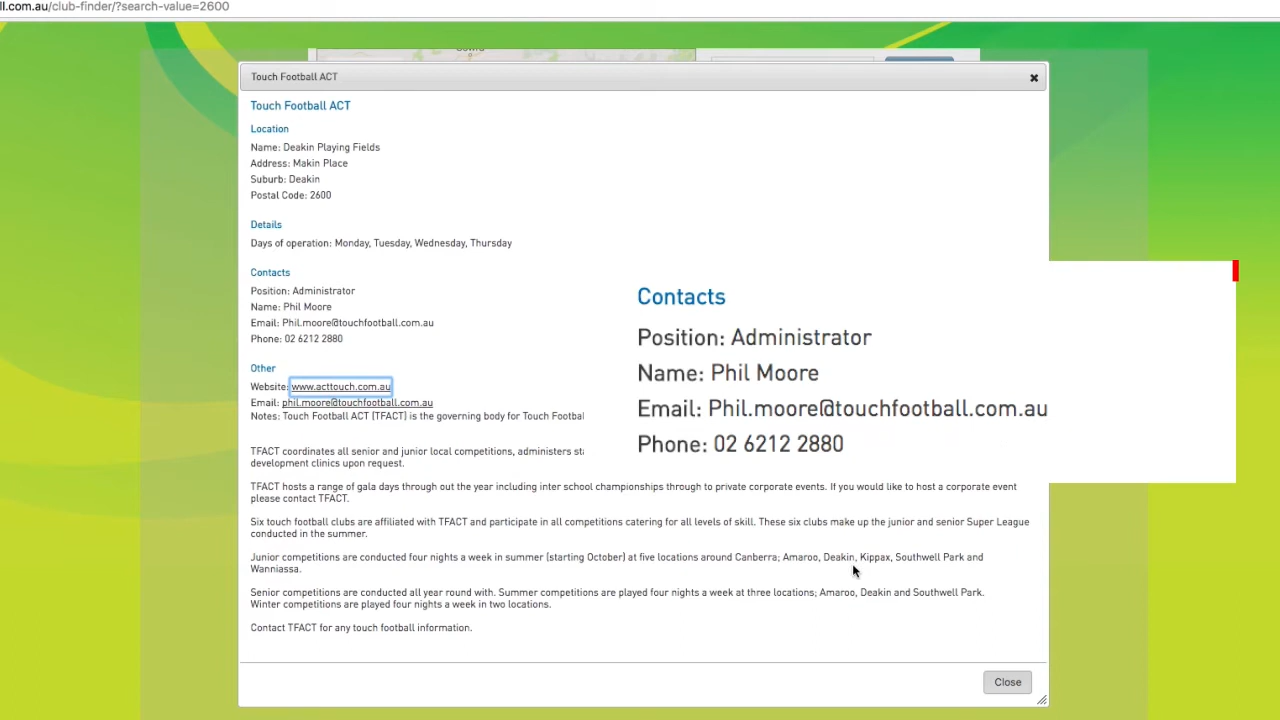 ll.com.au/club-finder/?search-value=2600
Touch Football ACT
Touch Football ACT
Location
Name: Deakin Playing Fields
Address: Makin Place
Suburb: Deakin
Postal Code: 2600
Details
Days of operation: Monday, Tuesday, Wednesday, Thursday
Contacts
Position: Administrator
Name: Phil Moore
Email: Phil.moore@touchfootball.com.au
Phone: 02 6212 2880
Other
Website: www.acttouch.com.au
Email: phil.moore@touchfootball.com.au
Notes: Touch Football ACT (TFACT) is the governing body for Touch Footbal
TFACT coordinates all senior and junior local competitions, administers sta
development clinics upon request.
Contacts
Position: Administrator
Name: Phil Moore
Email: Phil.moore@touchfootball.com.au
Phone: 02 6212 2880
TFACT hosts a range of gala days through out the year including inter school championships through to private corporate events. If you would like to host a corporate event
please contact TFACT.
Six touch football clubs are affiliated with TFACT and participate in all competitions catering for all levels of skill. These six clubs make up the junior and senior Super League
conducted in the summer.
Junior competitions are conducted four nights a week in summer (starting October) at five locations around Canberra; Amaroo, Deakin, Kippax, Southwell Park and
Wanniassa.
Senior competitions are conducted all year round with. Summer competitions are played four nights a week at three locations; Amaroo, Deakin and Southwell Park.
Winter competitions are played four nights a week in two locations.
Contact TFACT for any touch football information.
Close